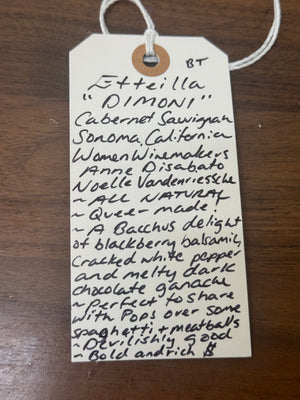 BT
Etteilla
"DIMONI"
Cabernet Sauvignon
Sonoma, California
Women Winemakers
Anne Disabato
Noelle Vandenriessche
~ ALL NATURAL
~ Queer-made!
~ A Bacchus delight
of blackberry balsamic,
cracked white pepper
and melty dark
chocolate ganache
~ Perfect to share
with Pops over some
spaghetti + meatballs
~ Devilishly good
~ Bold and rich